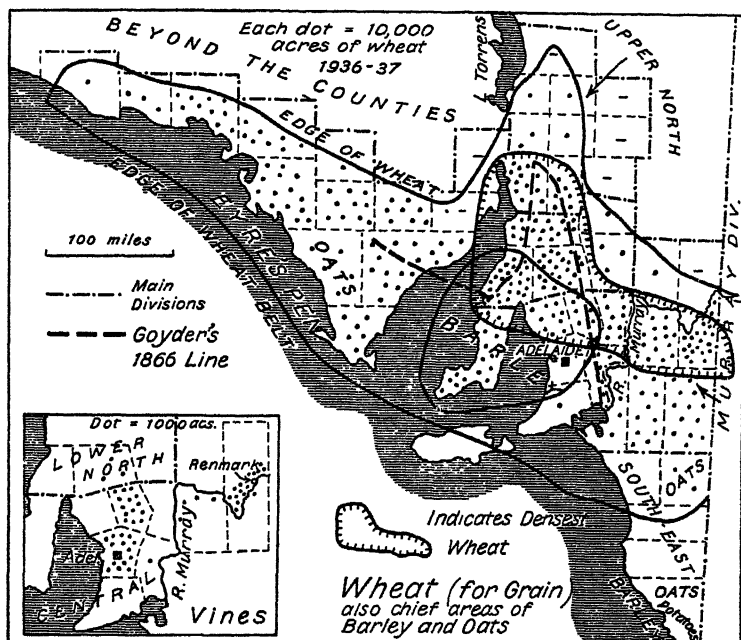 BEYOND THE COUNTIES
Each dot = 10,000
acres of wheat
1936-37
L. Torrens
UPPER NORTH
EDGE OF WHEAT
EDGE OF WHEAT BELT
EYRES PEN.
OATS
BARLEY
ADELAIDE
R. Murray
MURRAY DIV.
100 miles
Main
Divisions
Goyder's
1866 Line
SOUTH EAST
OATS
OATS
Potatoes
BARLEY
Indicates Densest
Wheat
Wheat (for Grain)
also chief areas of
Barley and Oats
Dot = 1000 acs.
LOWER
NORTH
Renmark
Adel.
R. Murray
CENTRAL
Vines